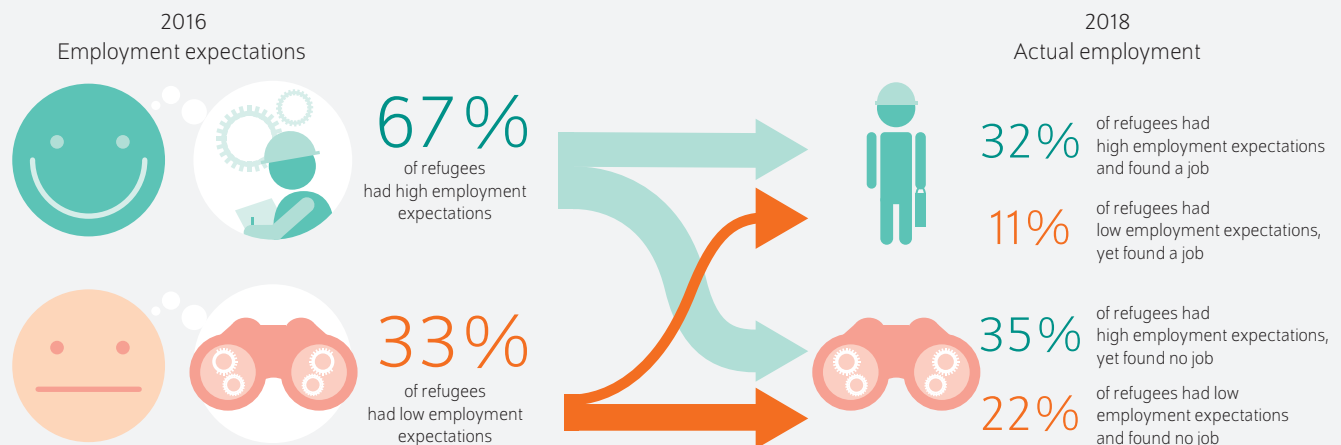 2016
Employment expectations
67%
of refugees
had high employment
expectations
33%
of refugees
had low employment
expectations
2018
Actual employment
32%
of refugees had
high employment expectations
and found a job
11%
of refugees had
low employment expectations,
yet found a job
35%
of refugees had
high employment expectations,
yet found no job
22%
of refugees had low
employment expectations
and found no job